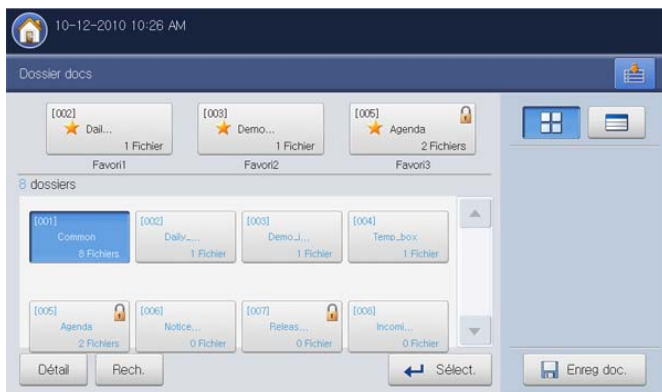 10-12-2010 10:26 AM
Dossier docs
[002] [003] [005]
Dail... Demo... Agenda
1 Fichier 1 Fichier 2 Fichiers
Favori1 Favori2 Favori3
8 dossiers
[001] [002] [003] [004]
Common Daily_... Demo_i... Temp_box
8 Fichiers 1 Fichier 1 Fichier 1 Fichier
[005] [006] [007] [008]
Agenda Notice... Releas... Incomi...
2 Fichiers 0 Fichier 0 Fichier 0 Fichier
Détail Rech. Sélect. Enreg doc.